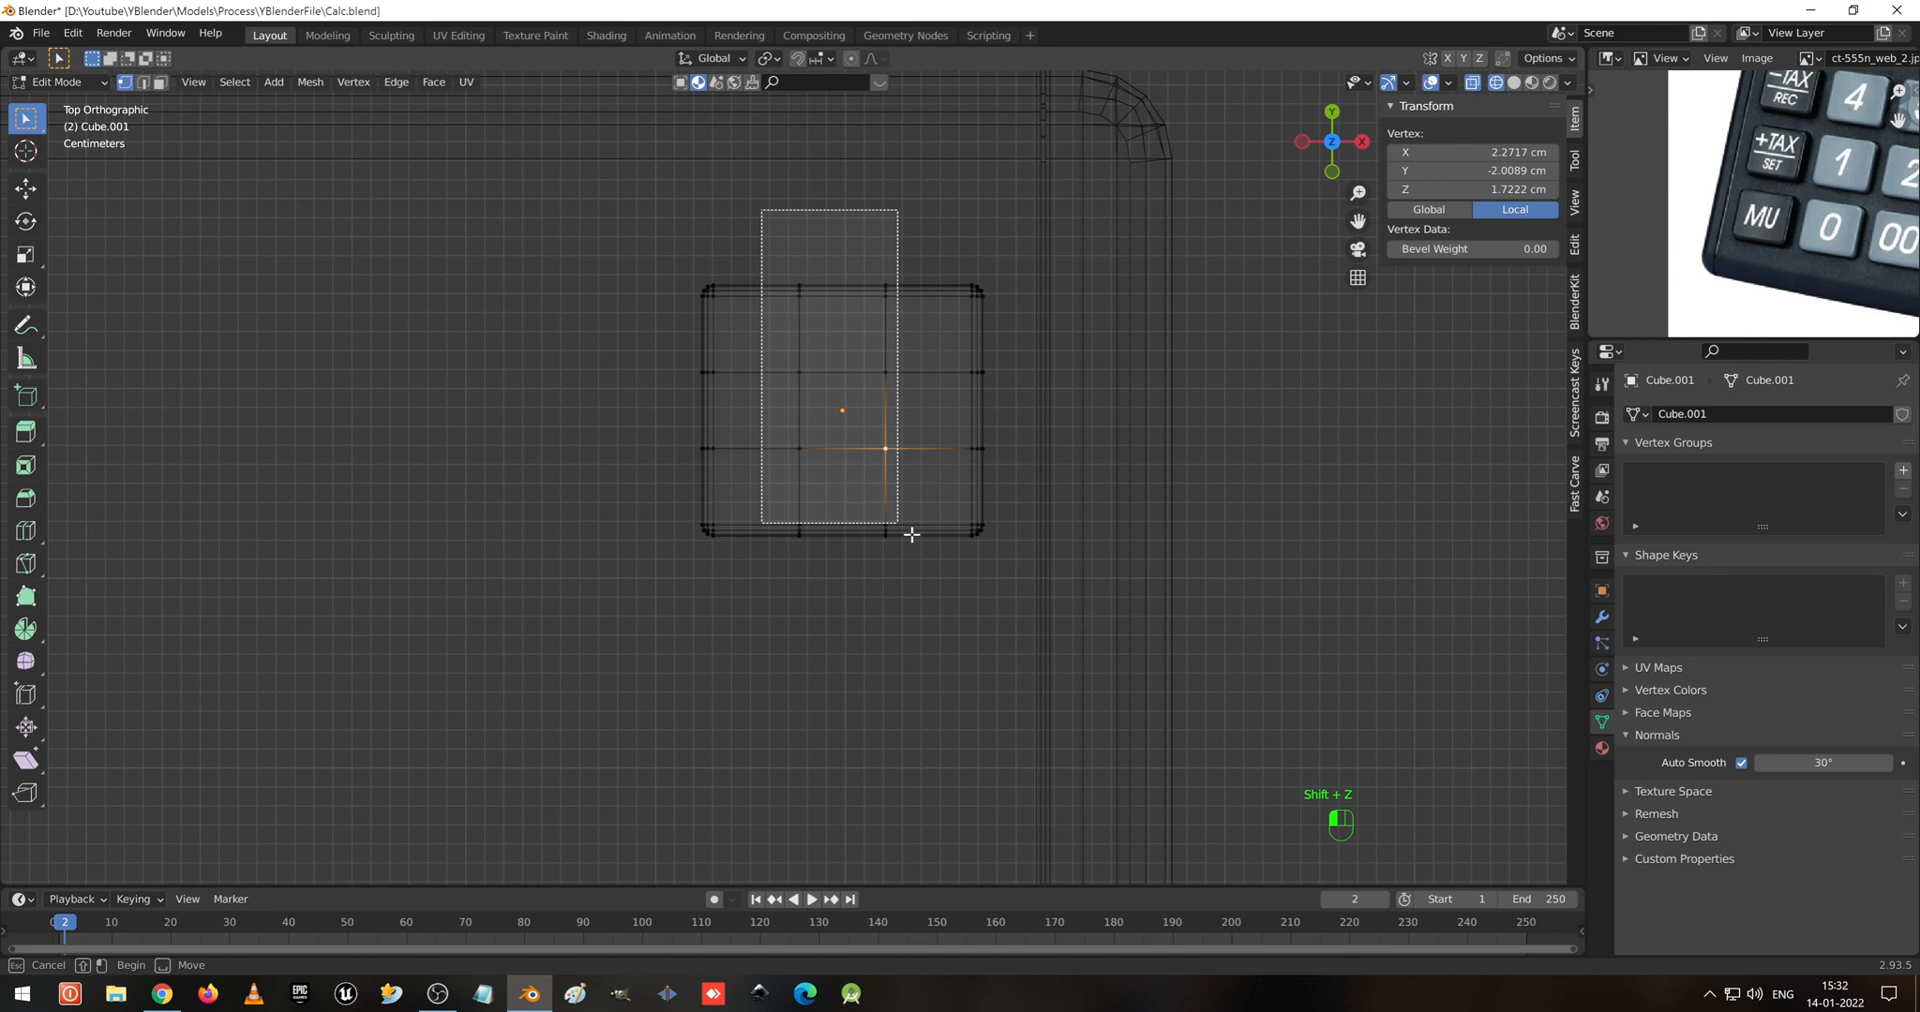 Blender* [D:\Youtube\YBlender\Models\Process\YBlenderFile\Calc.blend]
File Edit Render Window Help Layout Modeling Sculpting UV Editing Texture Paint Shading Animation Rendering Compositing Geometry Nodes Scripting + Scene View Layer
Global X Y Z Options View View Image ct-555n_web_2.jp
Edit Mode View Select Add Mesh Vertex Edge Face UV
Top Orthographic
(2) Cube.001
Centimeters
Y
Z X
Transform
Vertex:
X 2.2717 cm
Y -2.0089 cm
Z 1.7222 cm
Global Local
Vertex Data:
Bevel Weight 0.00
Item
Tool
View
Edit
BlenderKit
Screencast Keys
Fast Carve
-TAX
REC
4
+TAX
SET
1
2
MU
0
00
Cube.001 Cube.001
Cube.001
Vertex Groups
Shape Keys
UV Maps
Vertex Colors
Face Maps
Normals
Auto Smooth 30°
Texture Space
Remesh
Geometry Data
Custom Properties
Shift + Z
Playback Keying View Marker 2 Start 1 End 250
2 10 20 30 40 50 60 70 80 90 100 110 120 130 140 150 160 170 180 190 200 210 220 230 240 250
Esc Cancel Begin Move 2.93.5
EPIC GAMES
ENG
15:32
14-01-2022